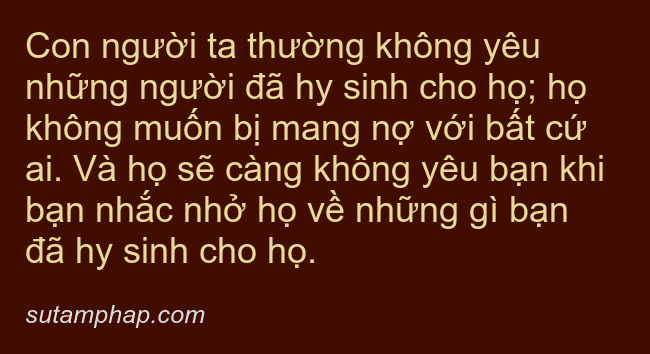 Con người ta thường không yêu
những người đã hy sinh cho họ; họ
không muốn bị mang nợ với bất cứ
ai. Và họ sẽ càng không yêu bạn khi
bạn nhắc nhở họ về những gì bạn
đã hy sinh cho họ.
sutamphap.com